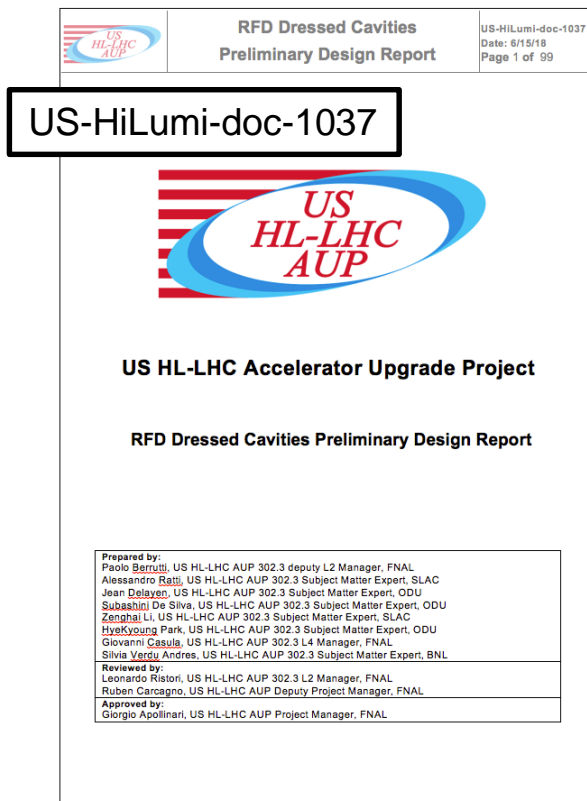 US
HL-LHC
AUP
RFD Dressed Cavities
Preliminary Design Report
US-HiLumi-doc-1037
Date: 6/15/18
Page 1 of 99
US-HiLumi-doc-1037
US
HL-LHC
AUP
US HL-LHC Accelerator Upgrade Project
RFD Dressed Cavities Preliminary Design Report
Prepared by:
Paolo Berrutti, US HL-LHC AUP 302.3 deputy L2 Manager, FNAL
Alessandro Ratti, US HL-LHC AUP 302.3 Subject Matter Expert, SLAC
Jean Delayen, US HL-LHC AUP 302.3 Subject Matter Expert, ODU
Subashini De Silva, US HL-LHC AUP 302.3 Subject Matter Expert, ODU
Zenghai Li, US HL-LHC AUP 302.3 Subject Matter Expert, SLAC
HyeKyoung Park, US HL-LHC AUP 302.3 Subject Matter Expert, ODU
Giovanni Casula, US HL-LHC AUP 302.3 L4 Manager, FNAL
Silvia Verdu Andres, US HL-LHC AUP 302.3 Subject Matter Expert, BNL
Reviewed by:
Leonardo Ristori, US HL-LHC AUP 302.3 L2 Manager, FNAL
Ruben Carcagno, US HL-LHC AUP Deputy Project Manager, FNAL
Approved by:
Giorgio Apollinari, US HL-LHC AUP Project Manager, FNAL